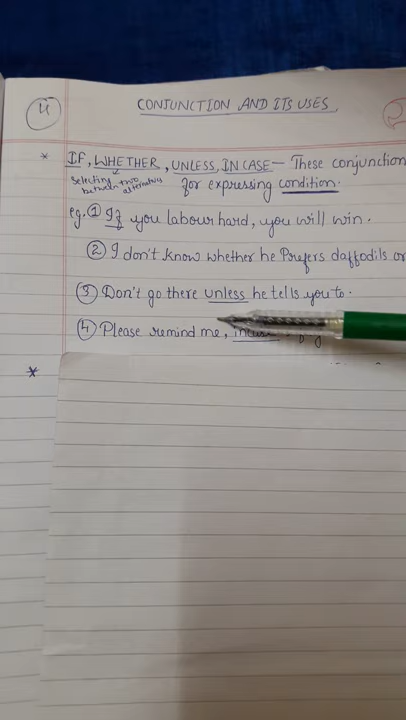 4
CONJUNCTION AND ITS USES
* IF, WHETHER, UNLESS, IN CASE - These conjunction
selecting between two alternatives
for expressing condition.
eg. ① If you labour hard, you will win.
② I don't know whether he Prefers daffodils or
③ Don't go there unless he tells you to.
④ Please remind me,
*